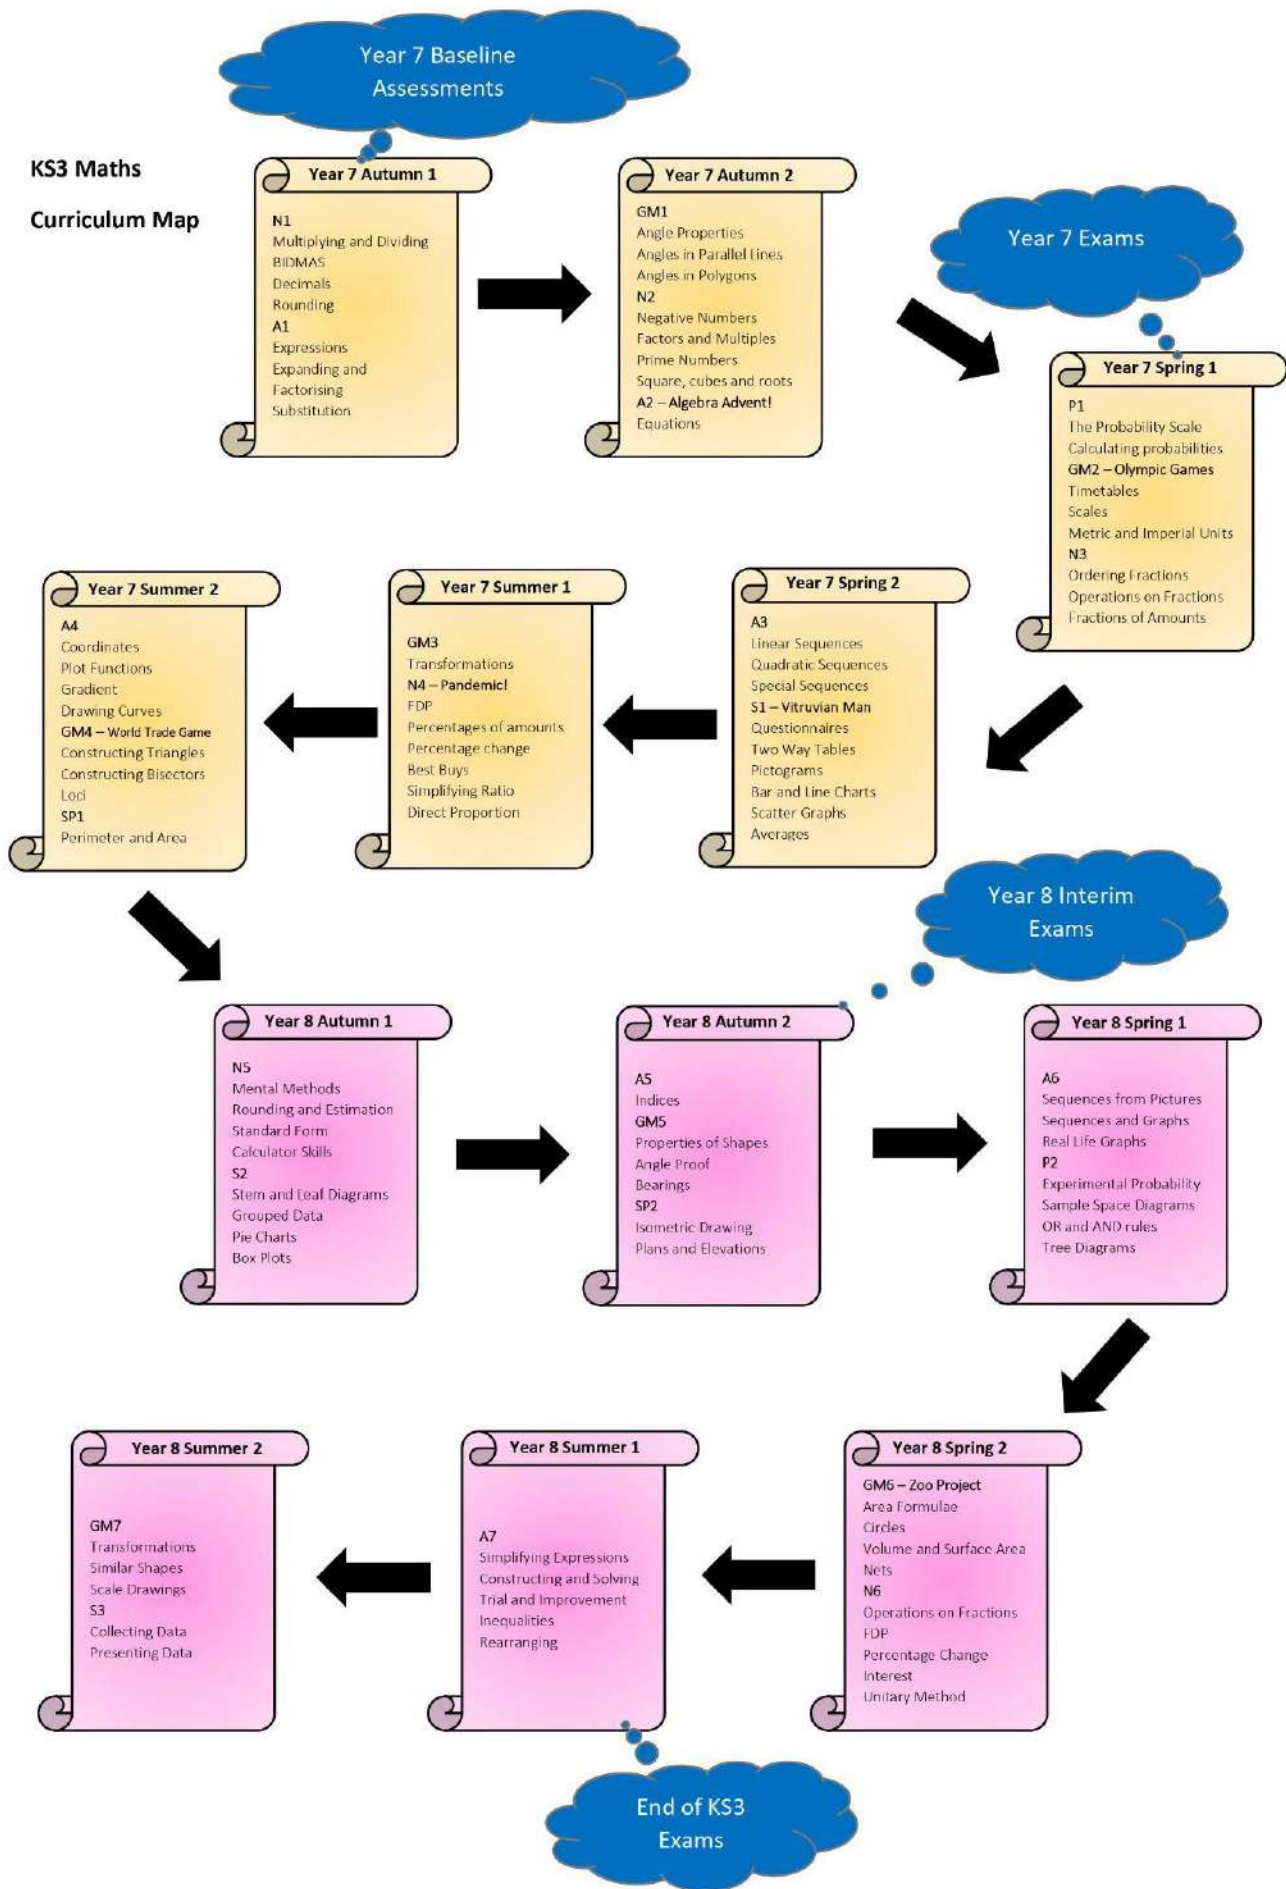 Year 7 Baseline
Assessments
KS3 Maths
Curriculum Map
Year 7 Autumn 1
N1
Multiplying and Dividing
BIDMAS
Decimals
Rounding
A1
Expressions
Expanding and
Factorising
Substitution
Year 7 Autumn 2
GM1
Angle Properties
Angles in Parallel Lines
Angles in Polygons
N2
Negative Numbers
Factors and Multiples
Prime Numbers
Square, cubes and roots
A2 – Algebra Advent!
Equations
Year 7 Exams
Year 7 Spring 1
P1
The Probability Scale
Calculating probabilities
GM2 – Olympic Games
Timetables
Scales
Metric and Imperial Units
N3
Ordering Fractions
Operations on Fractions
Fractions of Amounts
Year 7 Spring 2
A3
Linear Sequences
Quadratic Sequences
Special Sequences
S1 – Vitruvian Man
Questionnaires
Two Way Tables
Pictograms
Bar and Line Charts
Scatter Graphs
Averages
Year 7 Summer 1
GM3
Transformations
N4 – Pandemic!
FDP
Percentages of amounts
Percentage change
Best Buys
Simplifying Ratio
Direct Proportion
Year 7 Summer 2
A4
Coordinates
Plot Functions
Gradient
Drawing Curves
GM4 – World Trade Game
Constructing Triangles
Constructing Bisectors
Loci
SP1
Perimeter and Area
Year 8 Autumn 1
N5
Mental Methods
Rounding and Estimation
Standard Form
Calculator Skills
S2
Stem and Leaf Diagrams
Grouped Data
Pie Charts
Box Plots
Year 8 Interim
Exams
Year 8 Autumn 2
A5
Indices
GM5
Properties of Shapes
Angle Proof
Bearings
SP2
Isometric Drawing
Plans and Elevations
Year 8 Spring 1
A6
Sequences from Pictures
Sequences and Graphs
Real Life Graphs
P2
Experimental Probability
Sample Space Diagrams
OR and AND rules
Tree Diagrams
Year 8 Spring 2
GM6 – Zoo Project
Area Formulae
Circles
Volume and Surface Area
Nets
N6
Operations on Fractions
FDP
Percentage Change
Interest
Unitary Method
Year 8 Summer 1
A7
Simplifying Expressions
Constructing and Solving
Trial and Improvement
Inequalities
Rearranging
Year 8 Summer 2
GM7
Transformations
Similar Shapes
Scale Drawings
S3
Collecting Data
Presenting Data
End of KS3
Exams